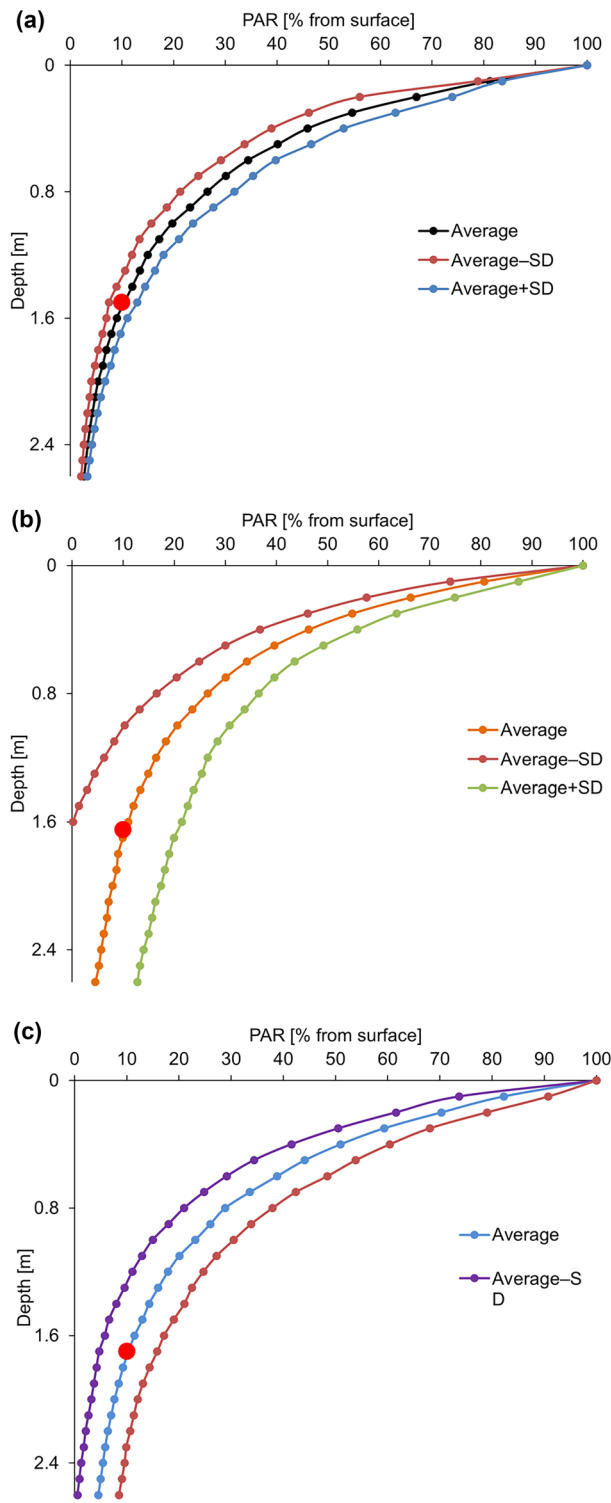 (a)
PAR [% from surface]
0 10 20 30 40 50 60 70 80 90 100
0
0.8
1.6
2.4
Depth [m]
Average
Average–SD
Average+SD
(b)
PAR [% from surface]
0 10 20 30 40 50 60 70 80 90 100
0
0.8
1.6
2.4
Depth [m]
Average
Average–SD
Average+SD
(c)
PAR [% from surface]
0 10 20 30 40 50 60 70 80 90 100
0
0.8
1.6
2.4
Depth [m]
Average
Average–S
D